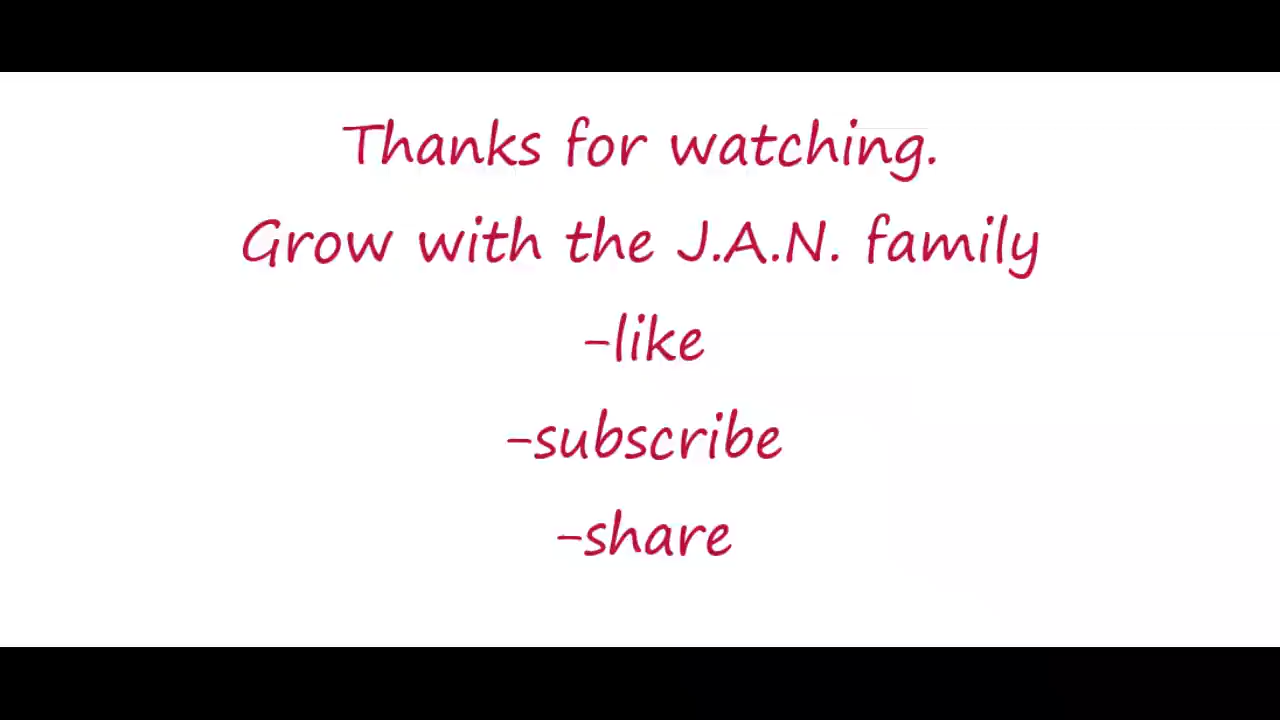 Thanks for watching.
Grow with the J.A.N. family
-like
-subscribe
-share